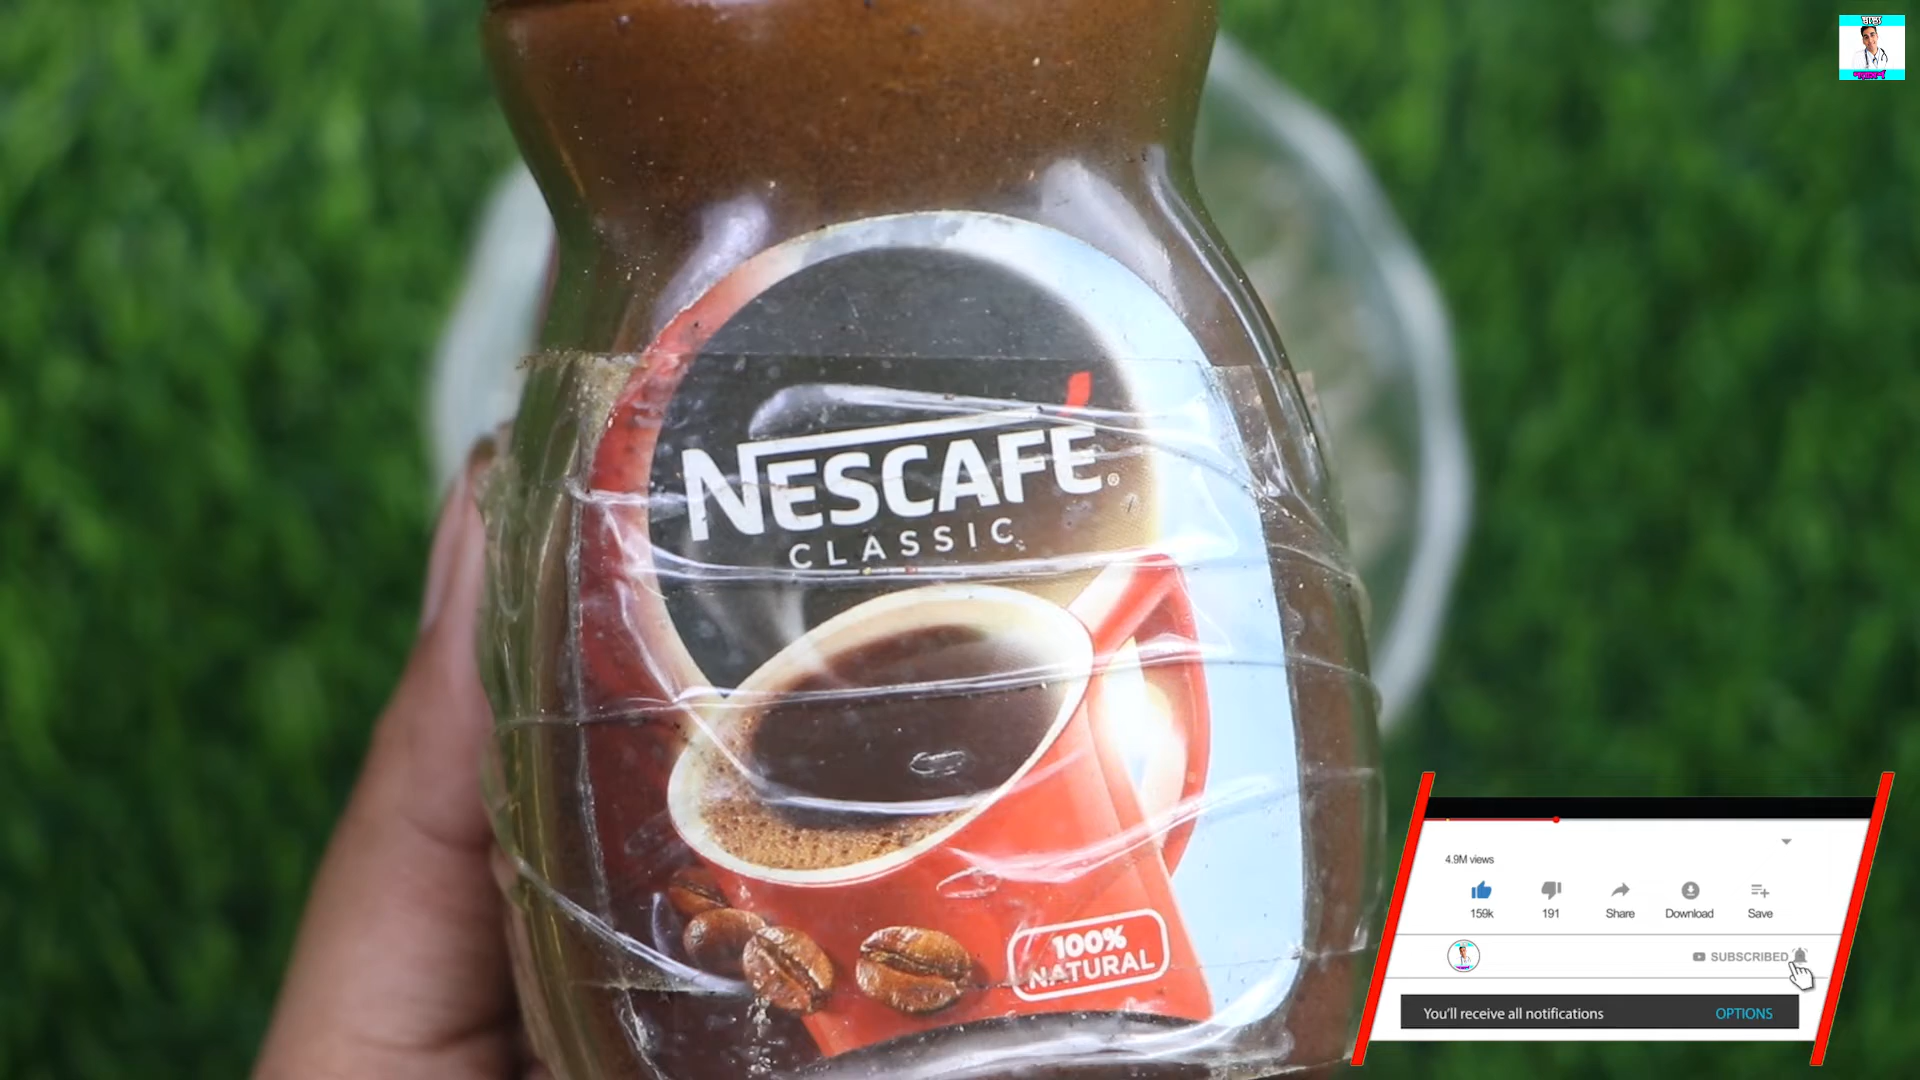 NESCAFÉ®
CLASSIC
100%
NATURAL
4.9M views
159k
191
Share
Download
Save
SUBSCRIBED
You'll receive all notifications
OPTIONS